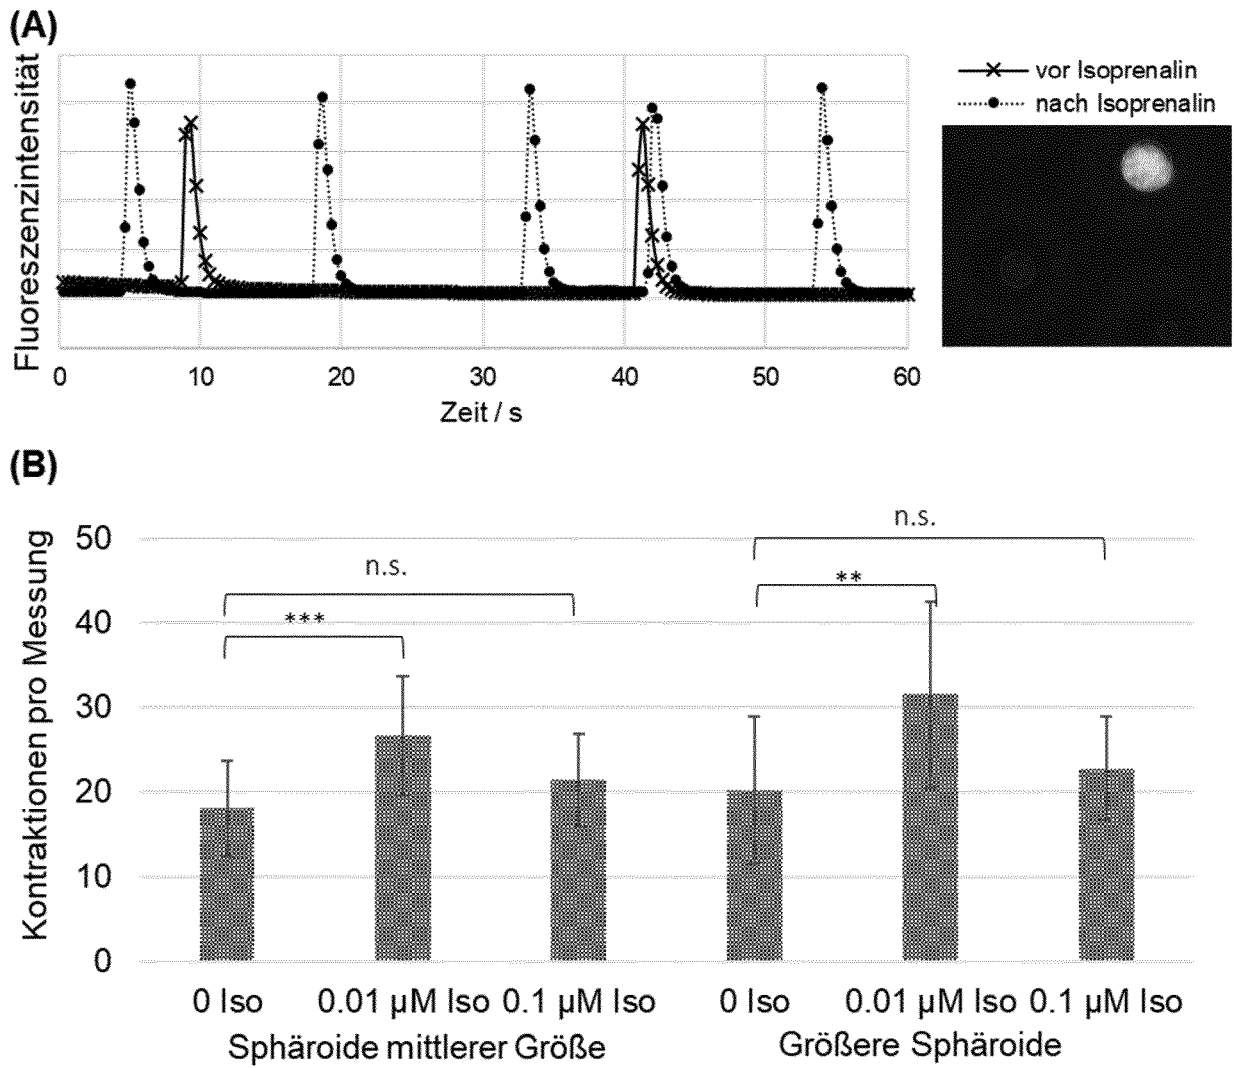 (A)
Fluoreszenzintensität
vor Isoprenalin
nach Isoprenalin
0 10 20 30 40 50 60
Zeit / s
(B)
Kontraktionen pro Messung
50
40
30
20
10
0
n.s.
***
n.s.
**
0 Iso 0.01 µM Iso 0.1 µM Iso 0 Iso 0.01 µM Iso 0.1 µM Iso
Sphäroide mittlerer Größe Größere Sphäroide